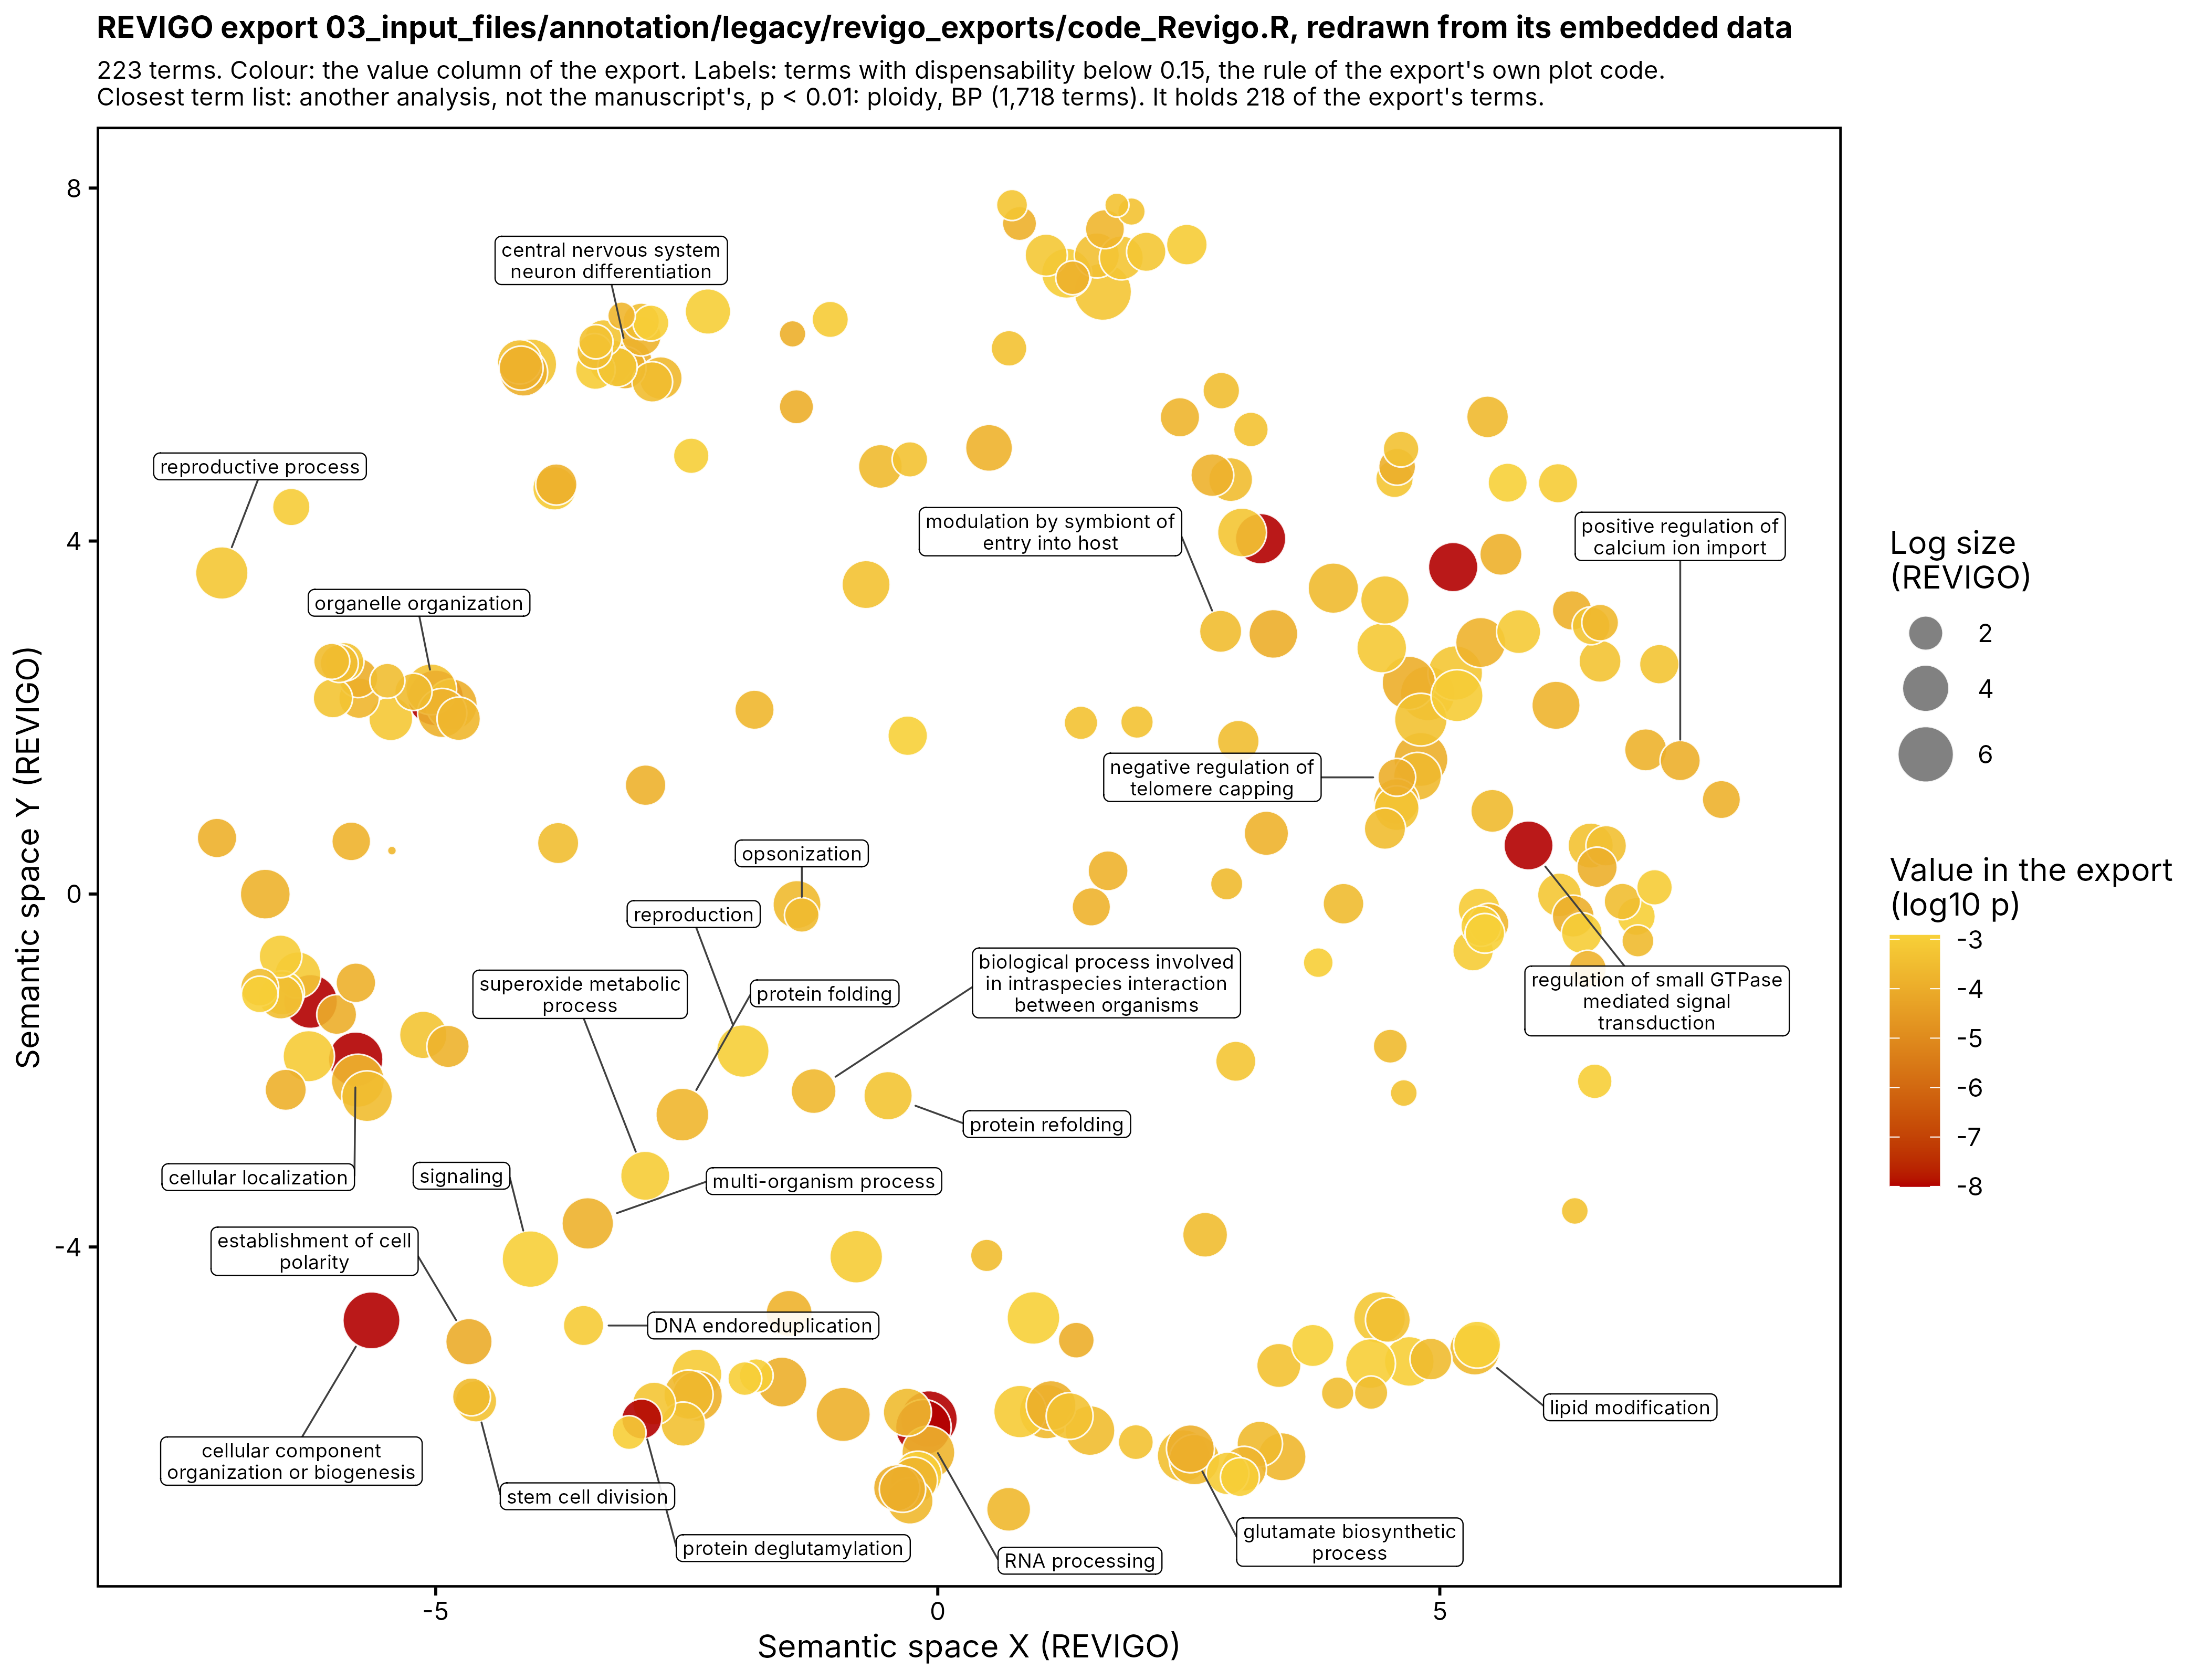 REVIGO export 03_input_files/annotation/legacy/revigo_exports/code_Revigo.R, redrawn from its embedded data
223 terms. Colour: the value column of the export. Labels: terms with dispensability below 0.15, the rule of the export's own plot code.
Closest term list: another analysis, not the manuscript's, p < 0.01: ploidy, BP (1,718 terms). It holds 218 of the export's terms.
8
4
0
-4
Semantic space Y (REVIGO)
central nervous system
neuron differentiation
reproductive process
organelle organization
modulation by symbiont of
entry into host
positive regulation of
calcium ion import
negative regulation of
telomere capping
opsonization
reproduction
superoxide metabolic
process
protein folding
biological process involved
in intraspecies interaction
between organisms
regulation of small GTPase
mediated signal
transduction
protein refolding
cellular localization
signaling
multi-organism process
establishment of cell
polarity
DNA endoreduplication
lipid modification
cellular component
organization or biogenesis
stem cell division
protein deglutamylation
RNA processing
glutamate biosynthetic
process
-5
0
5
Semantic space X (REVIGO)
Log size
(REVIGO)
2
4
6
Value in the export
(log10 p)
-3
-4
-5
-6
-7
-8